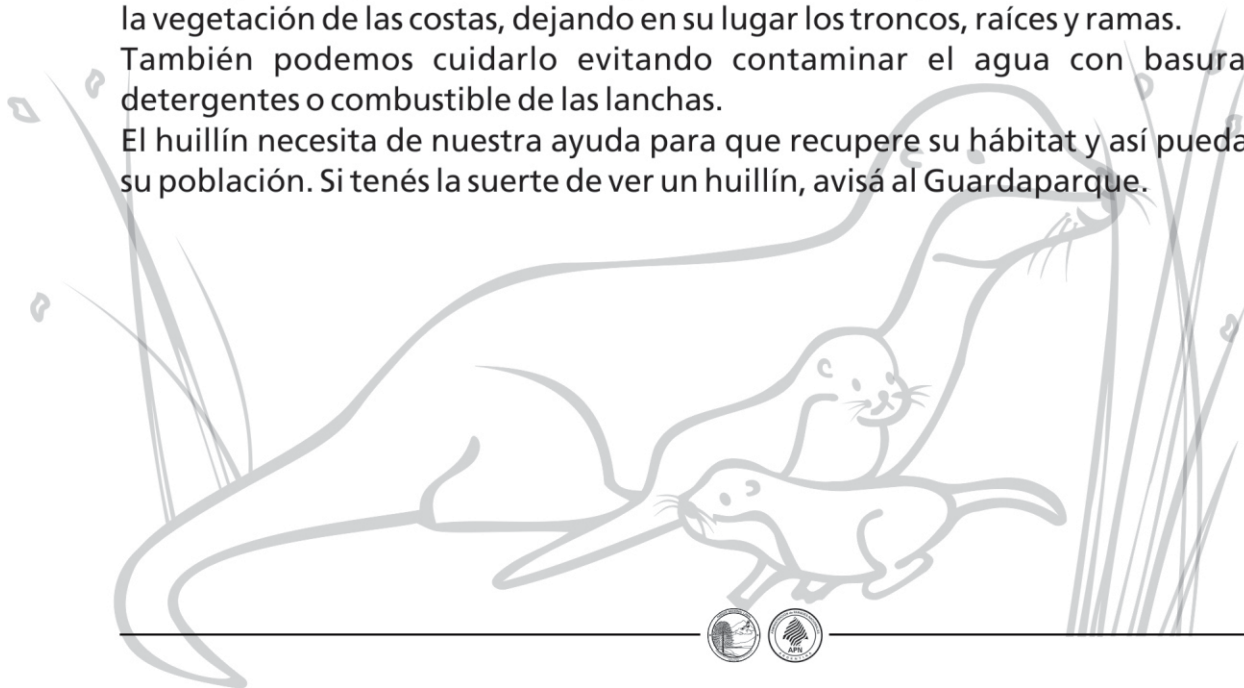 la vegetación de las costas, dejando en su lugar los troncos, raíces y ramas.
También podemos cuidarlo evitando contaminar el agua con basura
detergentes o combustible de las lanchas.
El huillín necesita de nuestra ayuda para que recupere su hábitat y así pueda
su población. Si tenés la suerte de ver un huillín, avisá al Guardaparque.
APN